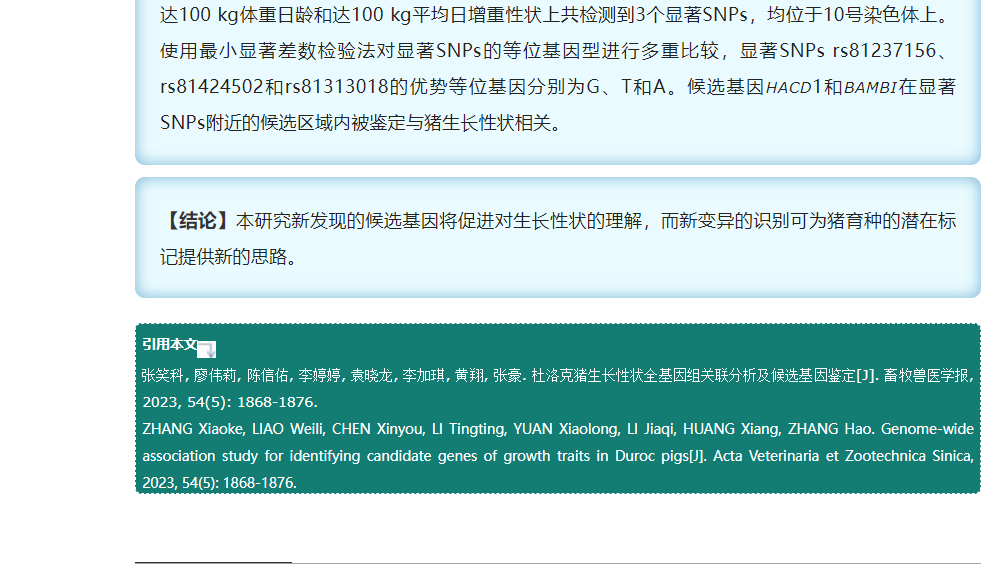 达100 kg体重日龄和达100 kg平均日增重性状上共检测到3个显著SNPs，均位于10号染色体上。
使用最小显著差数检验法对显著SNPs的等位基因型进行多重比较，显著SNPs rs81237156、
rs81424502和rs81313018的优势等位基因分别为G、T和A。候选基因HACD1和BAMBI在显著
SNPs附近的候选区域内被鉴定与猪生长性状相关。
【结论】本研究新发现的候选基因将促进对生长性状的理解，而新变异的识别可为猪育种的潜在标
记提供新的思路。
引用本文
张笑科, 廖伟莉, 陈信佑, 李婷婷, 袁晓龙, 李加琪, 黄翔, 张豪. 杜洛克猪生长性状全基因组关联分析及候选基因鉴定[J]. 畜牧兽医学报,
2023, 54(5): 1868-1876.
ZHANG Xiaoke, LIAO Weili, CHEN Xinyou, LI Tingting, YUAN Xiaolong, LI Jiaqi, HUANG Xiang, ZHANG Hao. Genome-wide
association study for identifying candidate genes of growth traits in Duroc pigs[J]. Acta Veterinaria et Zootechnica Sinica,
2023, 54(5): 1868-1876.